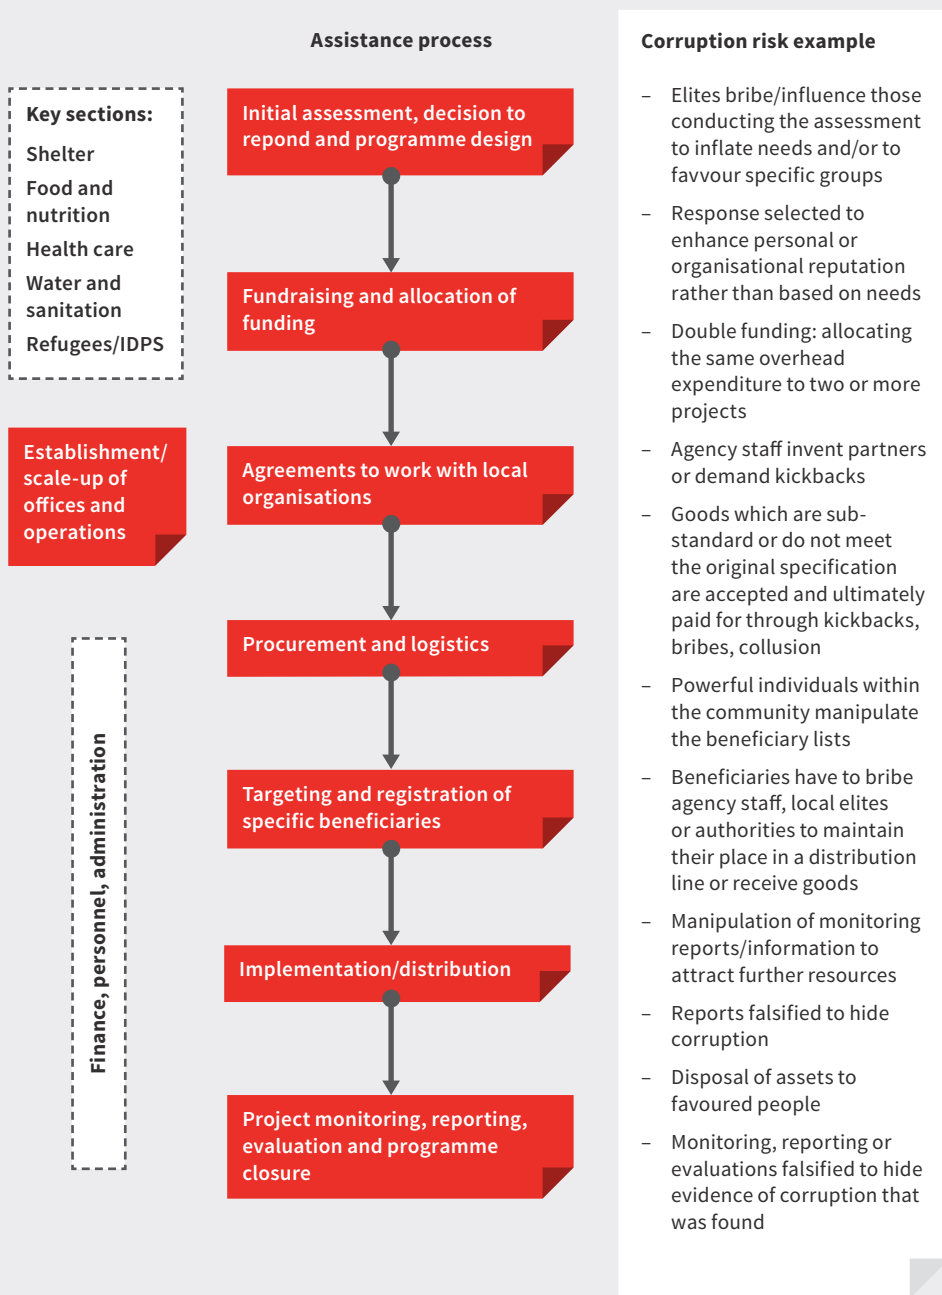 Assistance process
Key sections:
Shelter
Food and
nutrition
Health care
Water and
sanitation
Refugees/IDPS
Establishment/
scale-up of
offices and
operations
Finance, personnel, administration
Initial assessment, decision to
repond and programme design
Fundraising and allocation of
funding
Agreements to work with local
organisations
Procurement and logistics
Targeting and registration of
specific beneficiaries
Implementation/distribution
Project monitoring, reporting,
evaluation and programme
closure
Corruption risk example
– Elites bribe/influence those
conducting the assessment
to inflate needs and/or to
favvour specific groups
– Response selected to
enhance personal or
organisational reputation
rather than based on needs
– Double funding: allocating
the same overhead
expenditure to two or more
projects
– Agency staff invent partners
or demand kickbacks
– Goods which are sub-
standard or do not meet
the original specification
are accepted and ultimately
paid for through kickbacks,
bribes, collusion
– Powerful individuals within
the community manipulate
the beneficiary lists
– Beneficiaries have to bribe
agency staff, local elites
or authorities to maintain
their place in a distribution
line or receive goods
– Manipulation of monitoring
reports/information to
attract further resources
– Reports falsified to hide
corruption
– Disposal of assets to
favoured people
– Monitoring, reporting or
evaluations falsified to hide
evidence of corruption that
was found